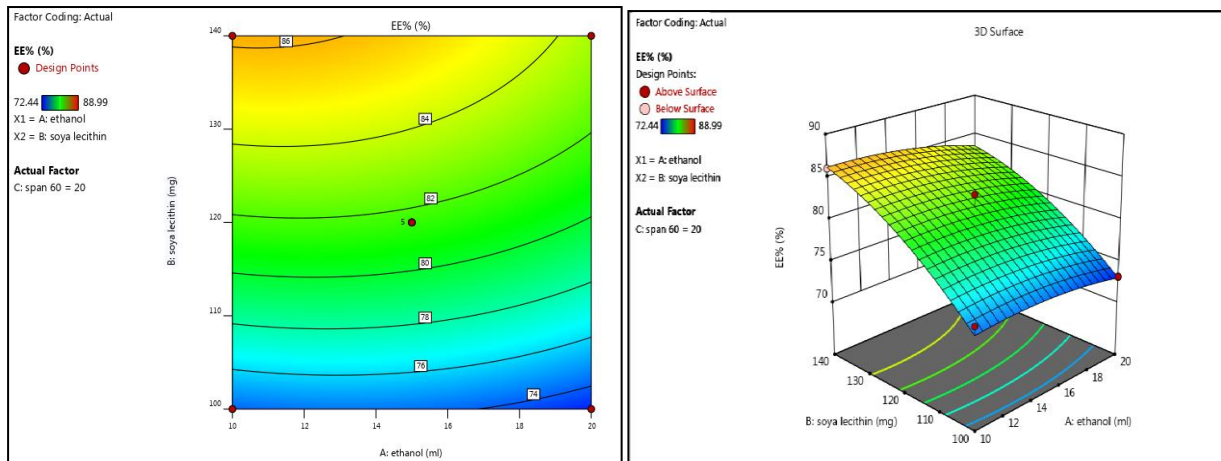 Factor Coding: Actual
EE% (%)
Design Points
72.44 88.99
X1 = A: ethanol
X2 = B: soya lecithin
Actual Factor
C: span 60 = 20
EE% (%)
140
130
120
110
100
B: soya lecithin (mg)
86
84
82
5
80
78
76
74
10 12 14 16 18 20
A: ethanol (ml)
Factor Coding: Actual
3D Surface
EE% (%)
Design Points:
Above Surface
Below Surface
72.44 88.99
X1 = A: ethanol
X2 = B: soya lecithin
Actual Factor
C: span 60 = 20
90
85
80
75
70
EE% (%)
140
130
120
110
100
B: soya lecithin (mg)
10
12
14
16
18
20
A: ethanol (ml)